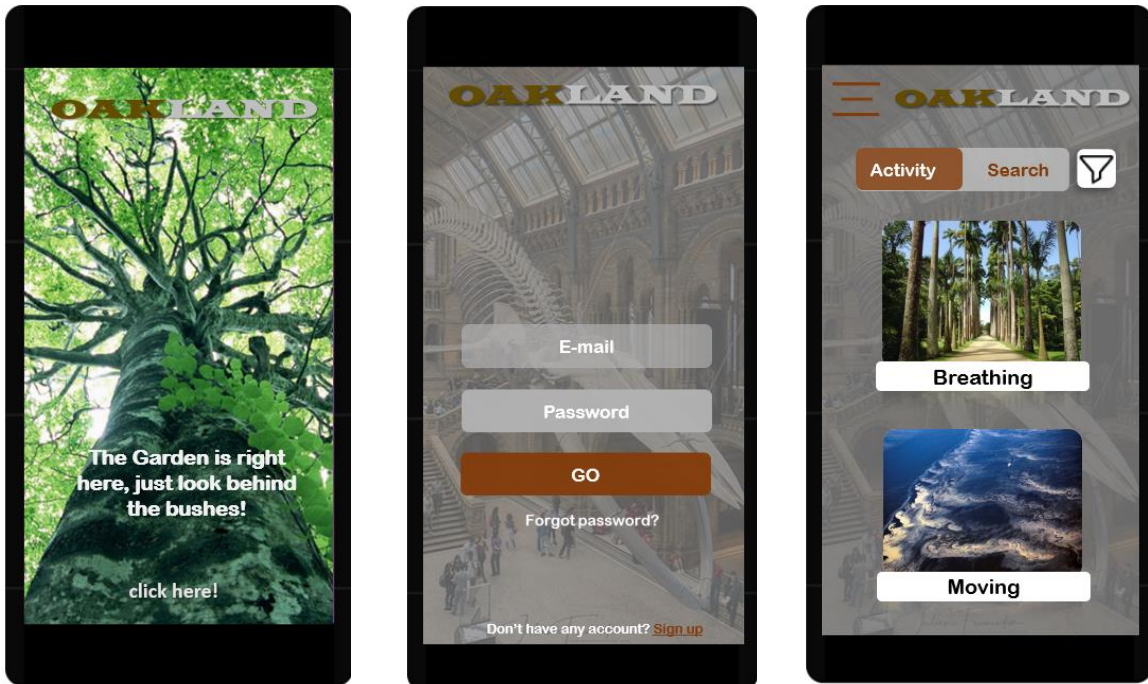 OAKLAND
The Garden is right
here, just look behind
the bushes!
click here!
OAKLAND
E-mail
Password
GO
Forgot password?
Don't have any account? Sign up
OAKLAND
Activity
Search
Breathing
Moving